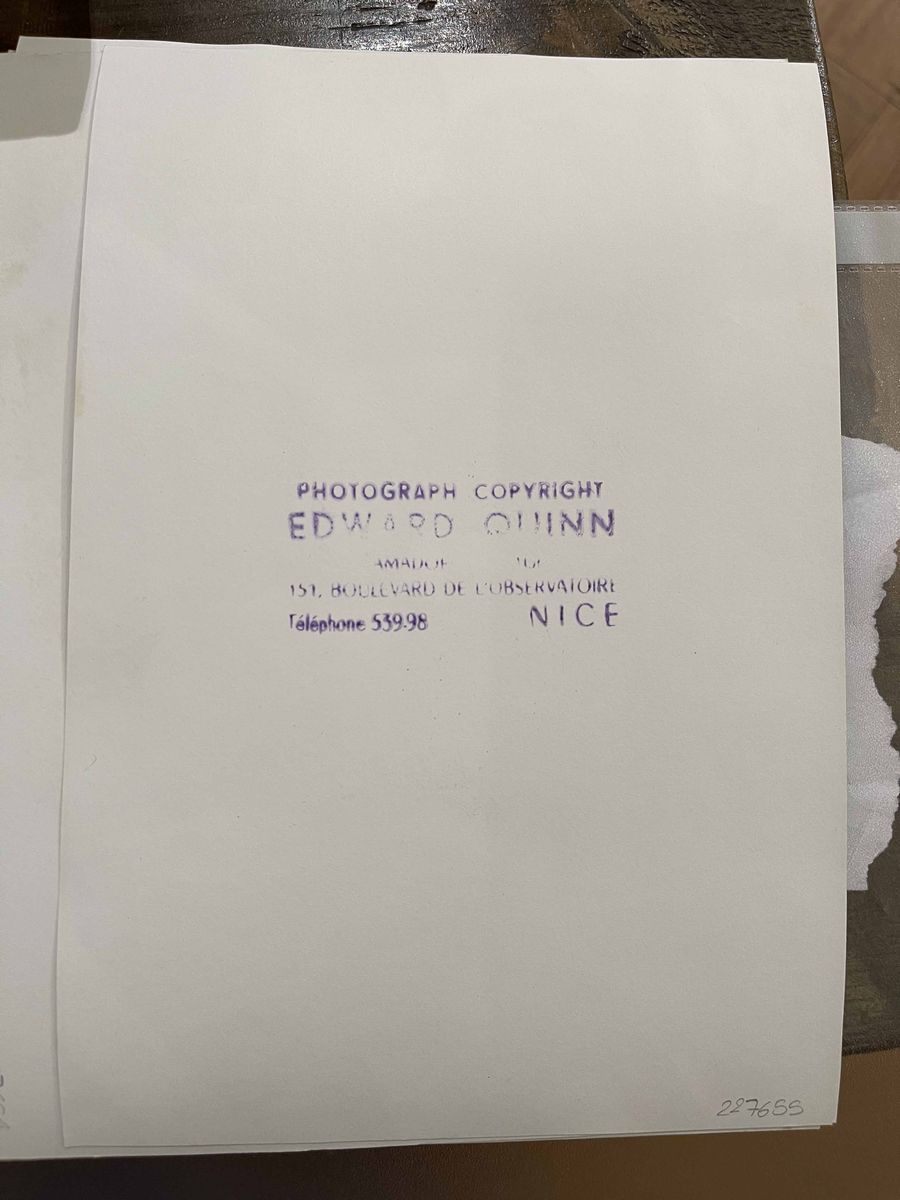 PHOTOGRAPH COPYRIGHT
EDWARD QUINN
151, BOULEVARD DE L'OBSERVATOIRE
Téléphone 539.98 NICE
227655